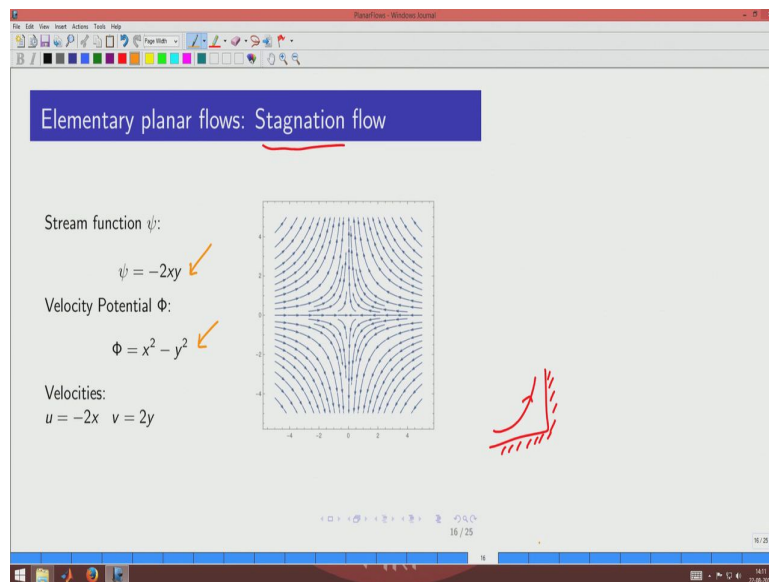 PlanarFlows - Windows Journal
File Edit View Insert Actions Tools Help
Page Width
B I
Elementary planar flows: Stagnation flow
Stream function ψ:
ψ = −2xy
Velocity Potential Φ:
Φ = x² − y²
Velocities:
u = −2x v = 2y
4
2
0
-2
-4
-4 -2 0 2 4
16 / 25
16 / 25
16
14:11